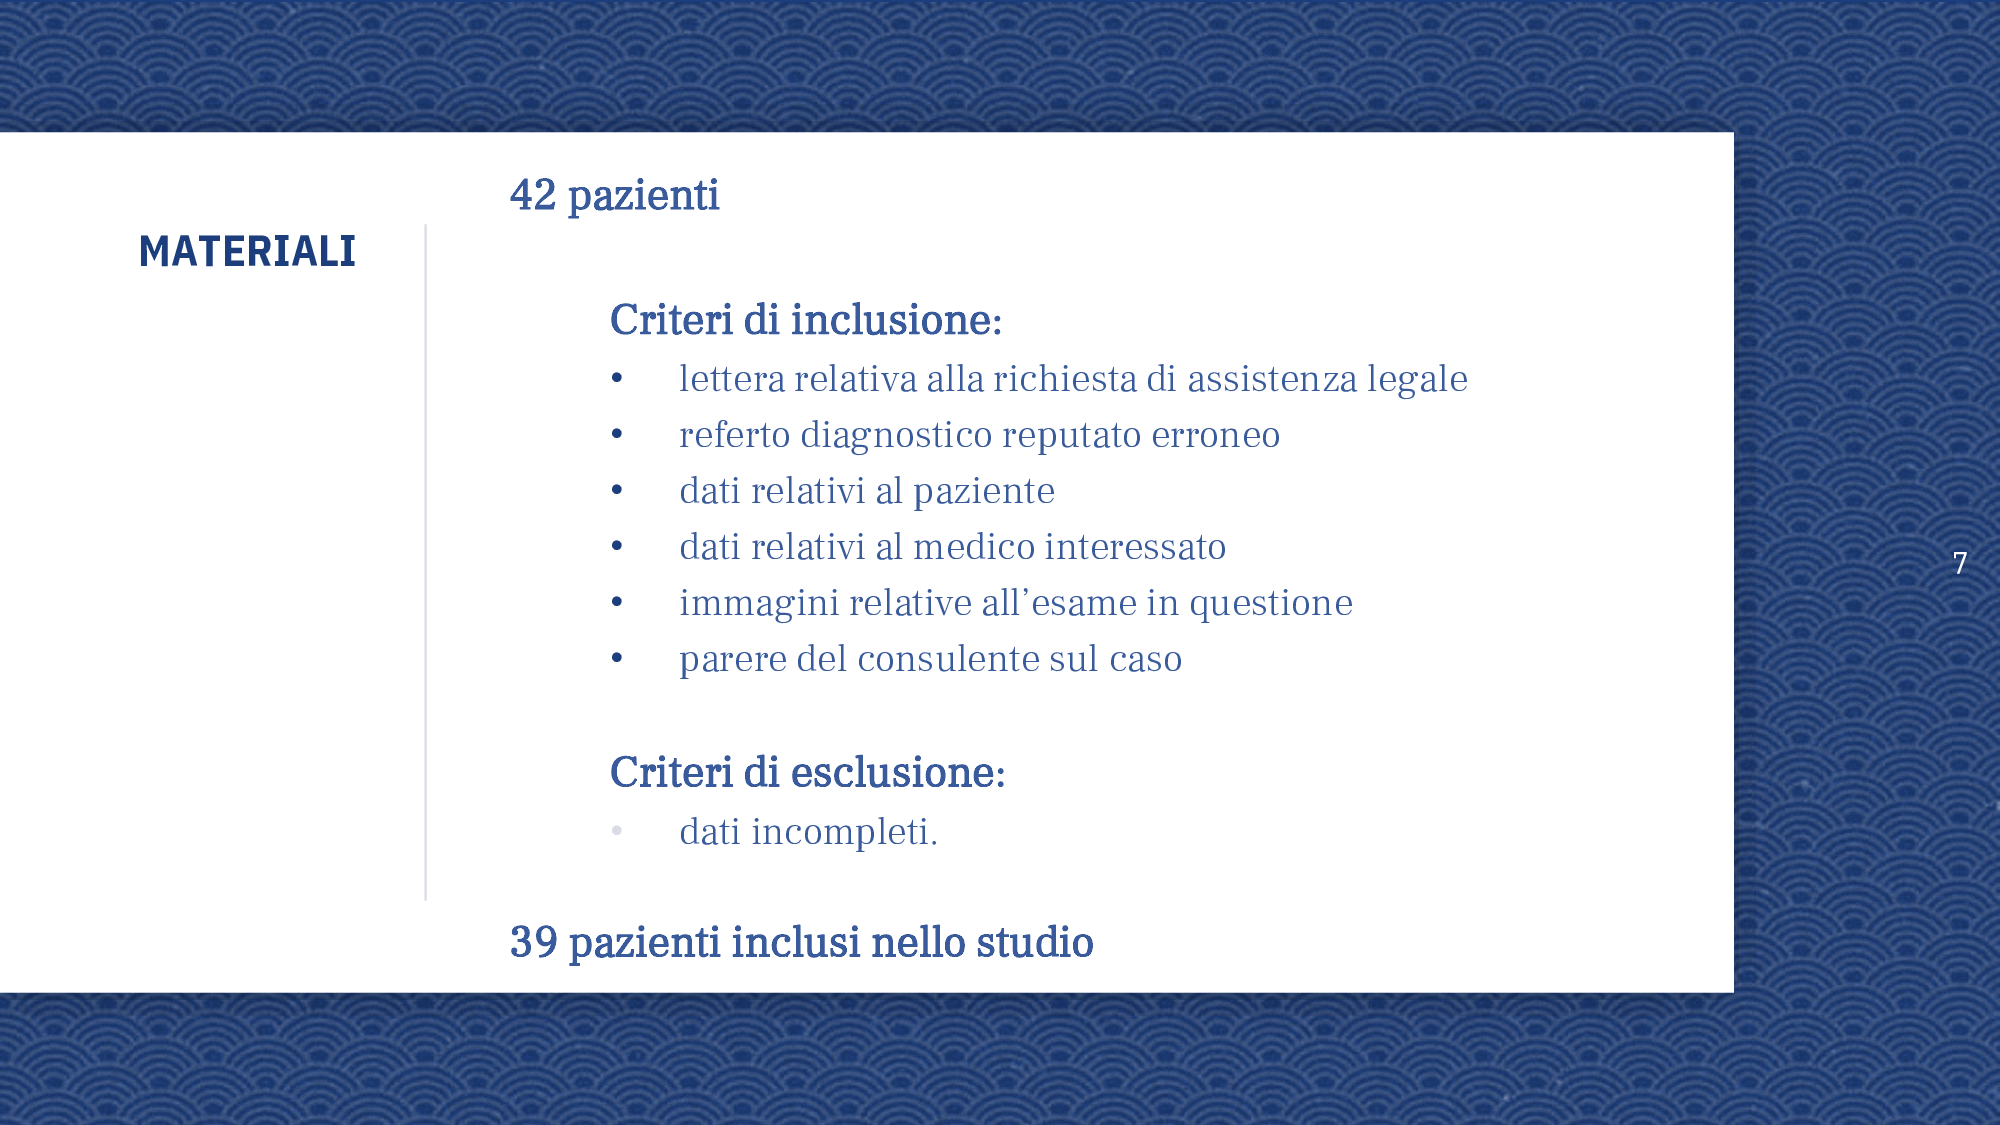 MATERIALI
42 pazienti
Criteri di inclusione:
• lettera relativa alla richiesta di assistenza legale
• referto diagnostico reputato erroneo
• dati relativi al paziente
• dati relativi al medico interessato
• immagini relative all’esame in questione
• parere del consulente sul caso
Criteri di esclusione:
• dati incompleti.
39 pazienti inclusi nello studio
7